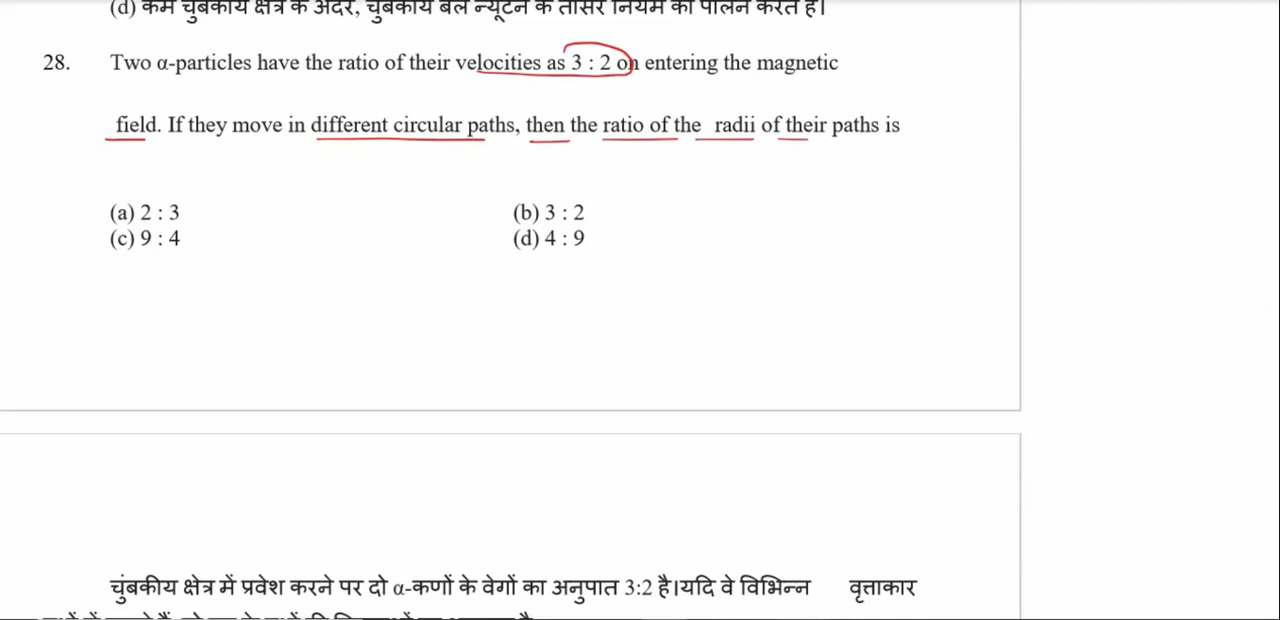 (d) कम चुंबकीय क्षेत्र के अंदर, चुंबकीय बल न्यूटन के तीसरे नियम का पालन करते हैं।
28. Two α-particles have the ratio of their velocities as 3 : 2 on entering the magnetic
field. If they move in different circular paths, then the ratio of the radii of their paths is
(a) 2 : 3 (b) 3 : 2
(c) 9 : 4 (d) 4 : 9
चुंबकीय क्षेत्र में प्रवेश करने पर दो α-कणों के वेगों का अनुपात 3:2 है।यदि वे विभिन्न वृत्ताकार